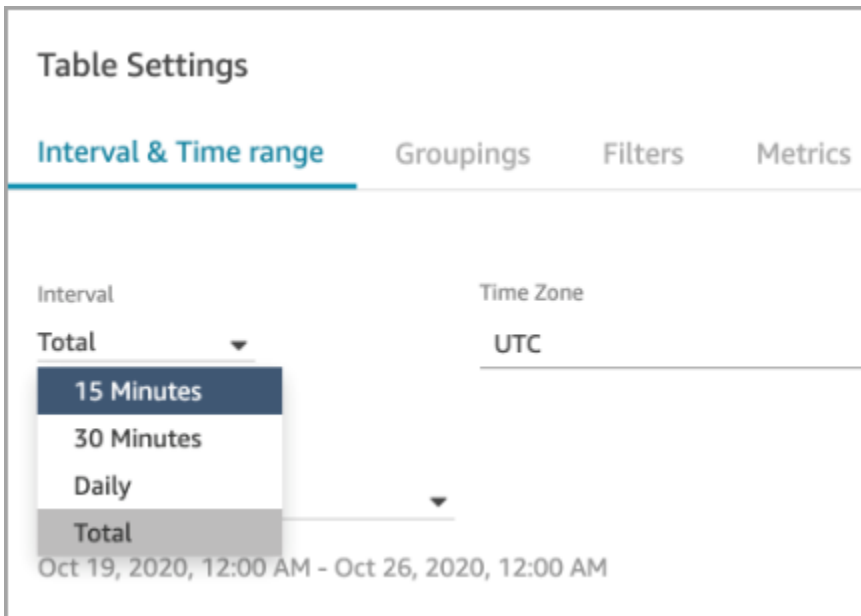 Table Settings
Interval & Time range Groupings Filters Metrics
Interval Time Zone
Total UTC
15 Minutes
30 Minutes
Daily
Total
Oct 19, 2020, 12:00 AM - Oct 26, 2020, 12:00 AM